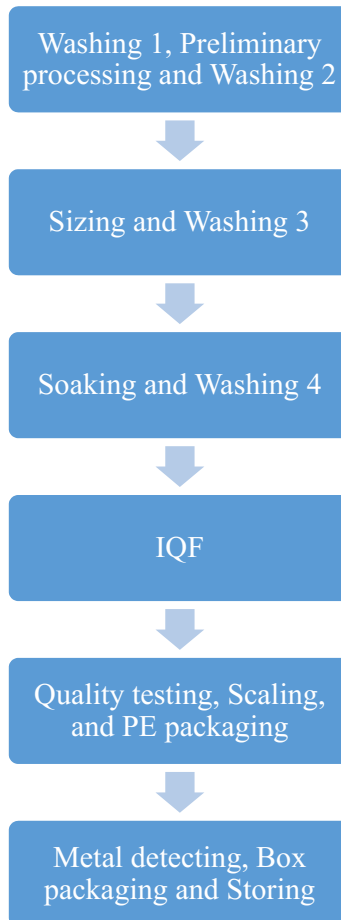 Washing 1, Preliminary
processing and Washing 2
Sizing and Washing 3
Soaking and Washing 4
IQF
Quality testing, Scaling,
and PE packaging
Metal detecting, Box
packaging and Storing